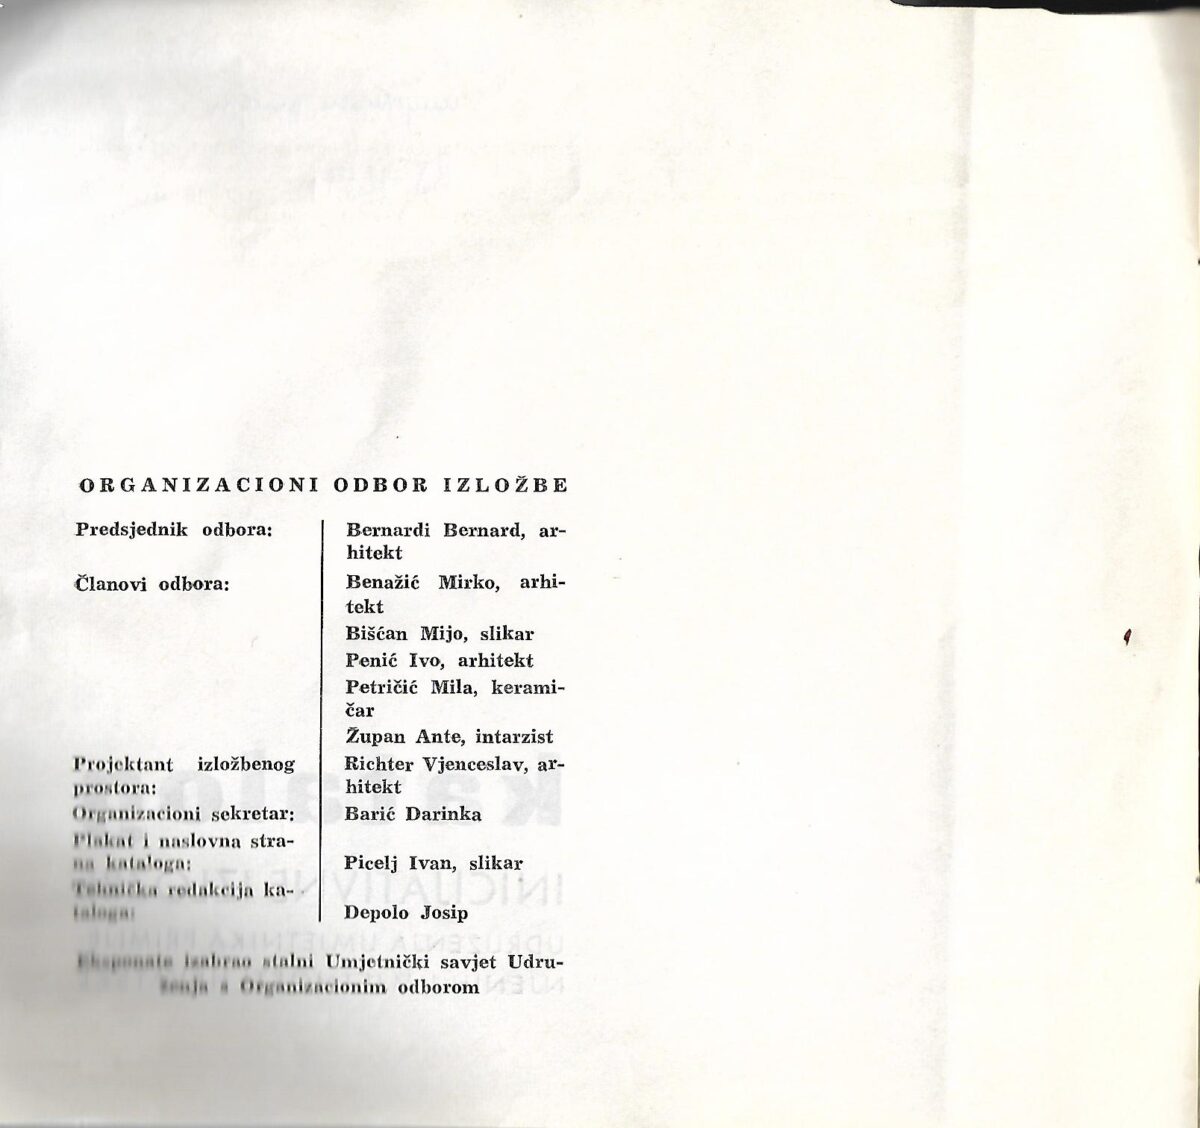 ORGANIZACIONI ODBOR IZLOŽBE
Predsjednik odbora: Bernardi Bernard, ar-
hitekt
Članovi odbora: Benažić Mirko, arhi-
tekt
Bišćan Mijo, slikar
Penić Ivo, arhitekt
Petričić Mila, kerami-
čar
Župan Ante, intarzist
Projektant izložbenog Richter Vjenceslav, ar-
prostora: hitekt
Organizacioni sekretar: Barić Darinka
Plakat i naslovna stra-
na kataloga: Picelj Ivan, slikar
Tehnička redakcija ka-
taloga: Depolo Josip
Eksponate izabrao stalni Umjetnički savjet Udru-
ženja s Organizacionim odborom